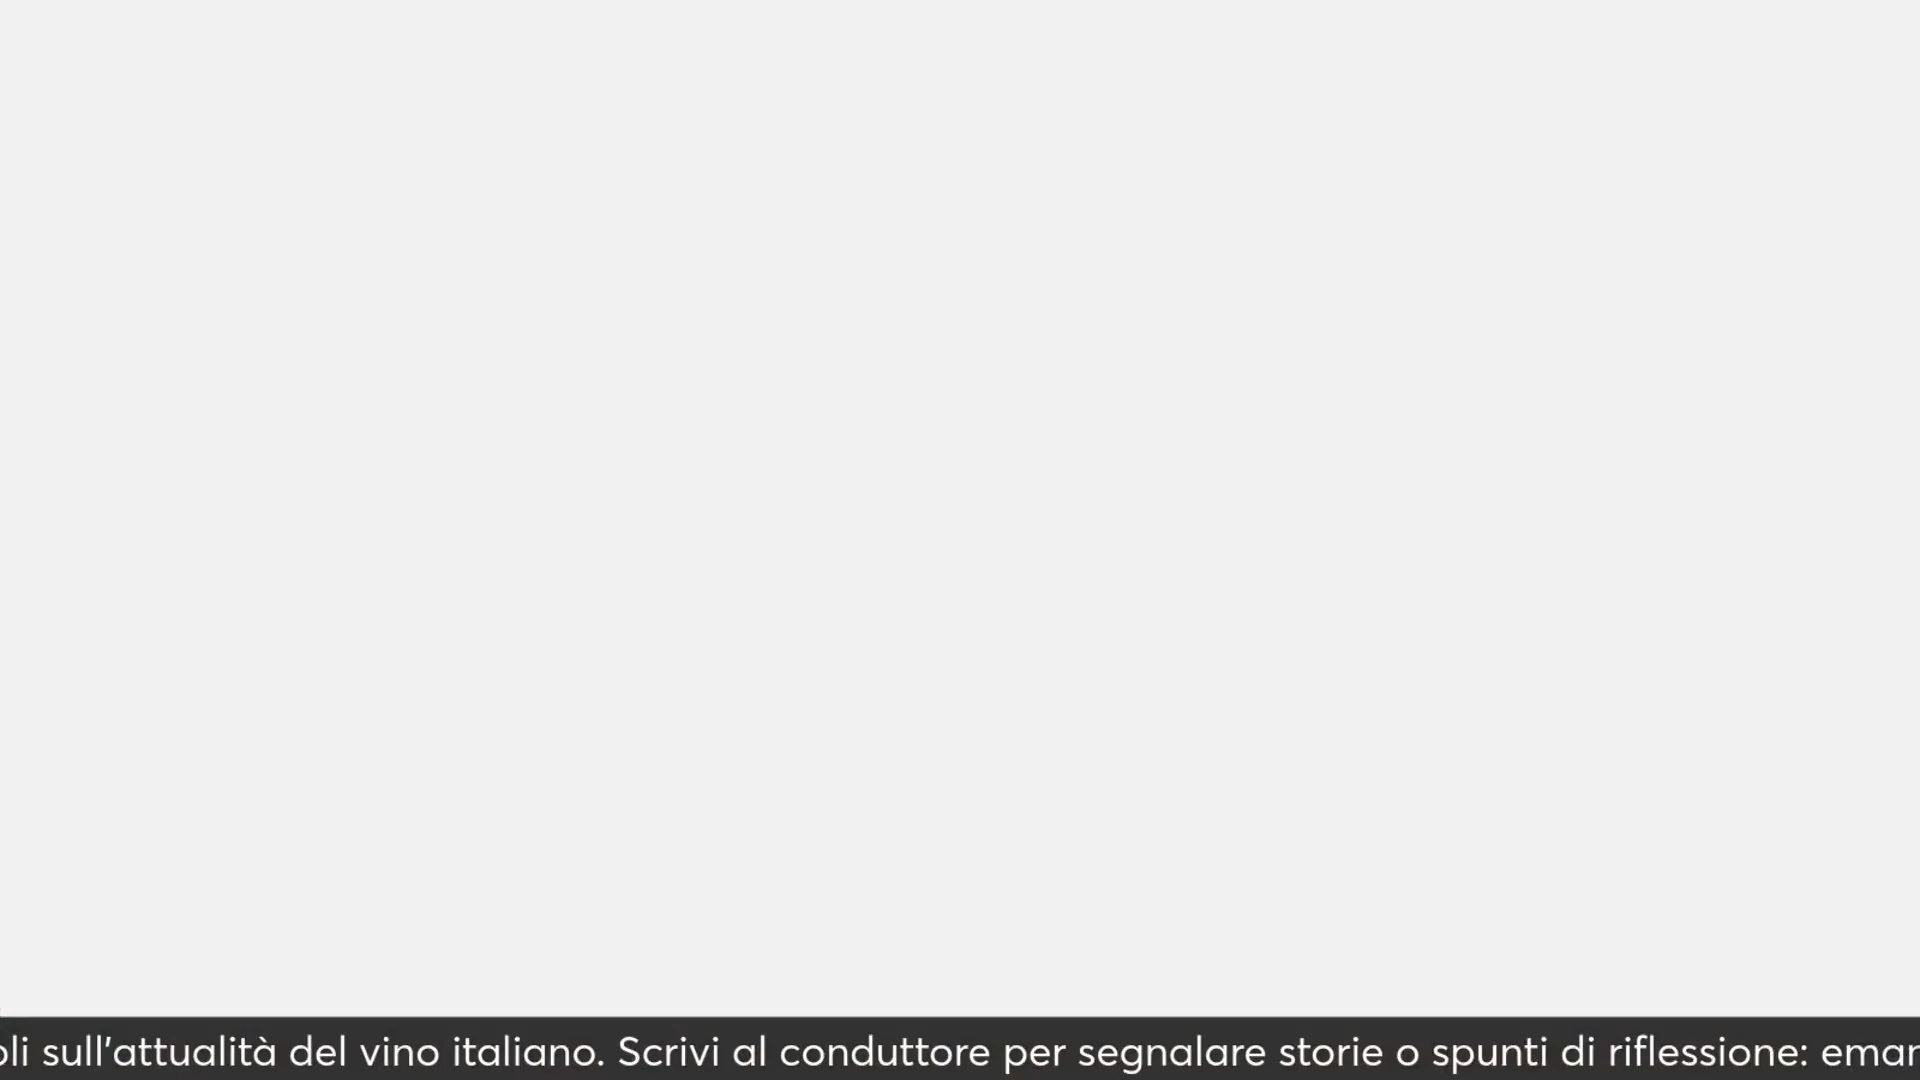 sull'attualità del vino italiano. Scrivi al conduttore per segnalare storie o spunti di riflessione: